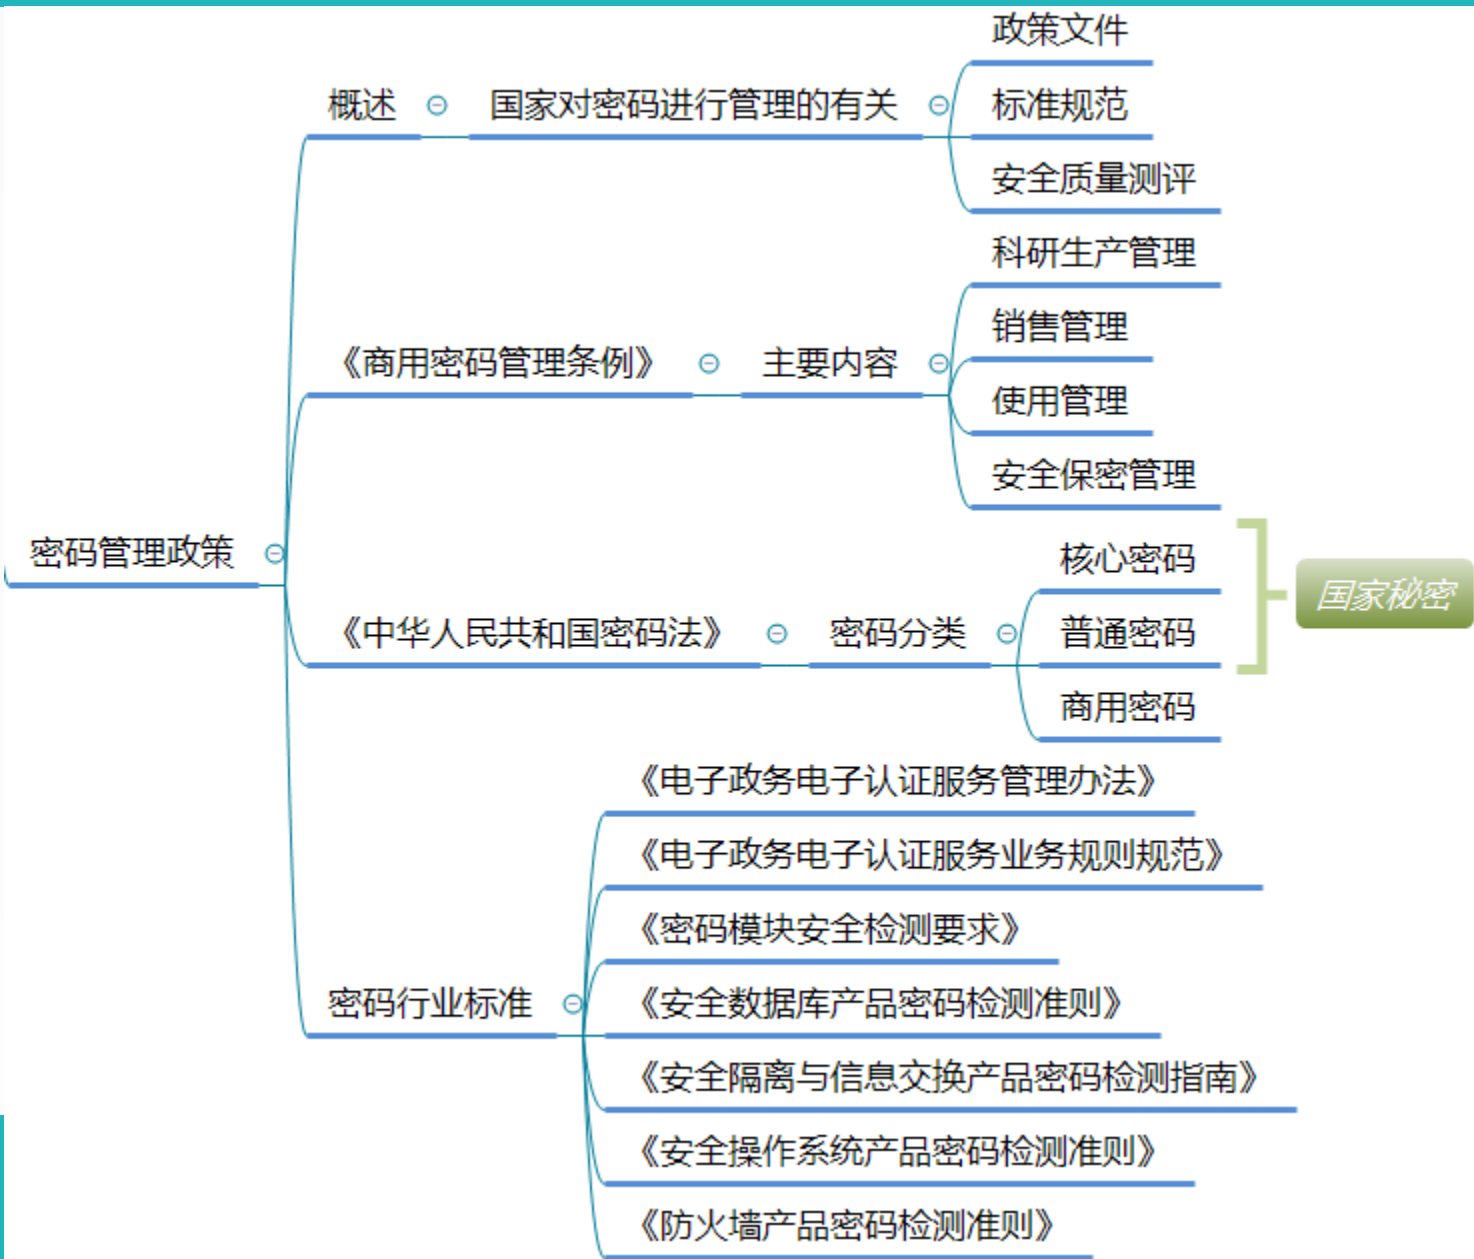 密码管理政策
概述
国家对密码进行管理的有关
政策文件
标准规范
安全质量测评
《商用密码管理条例》
主要内容
科研生产管理
销售管理
使用管理
安全保密管理
《中华人民共和国密码法》
密码分类
核心密码
普通密码
商用密码
国家秘密
密码行业标准
《电子政务电子认证服务管理办法》
《电子政务电子认证服务业务规则规范》
《密码模块安全检测要求》
《安全数据库产品密码检测准则》
《安全隔离与信息交换产品密码检测指南》
《安全操作系统产品密码检测准则》
《防火墙产品密码检测准则》